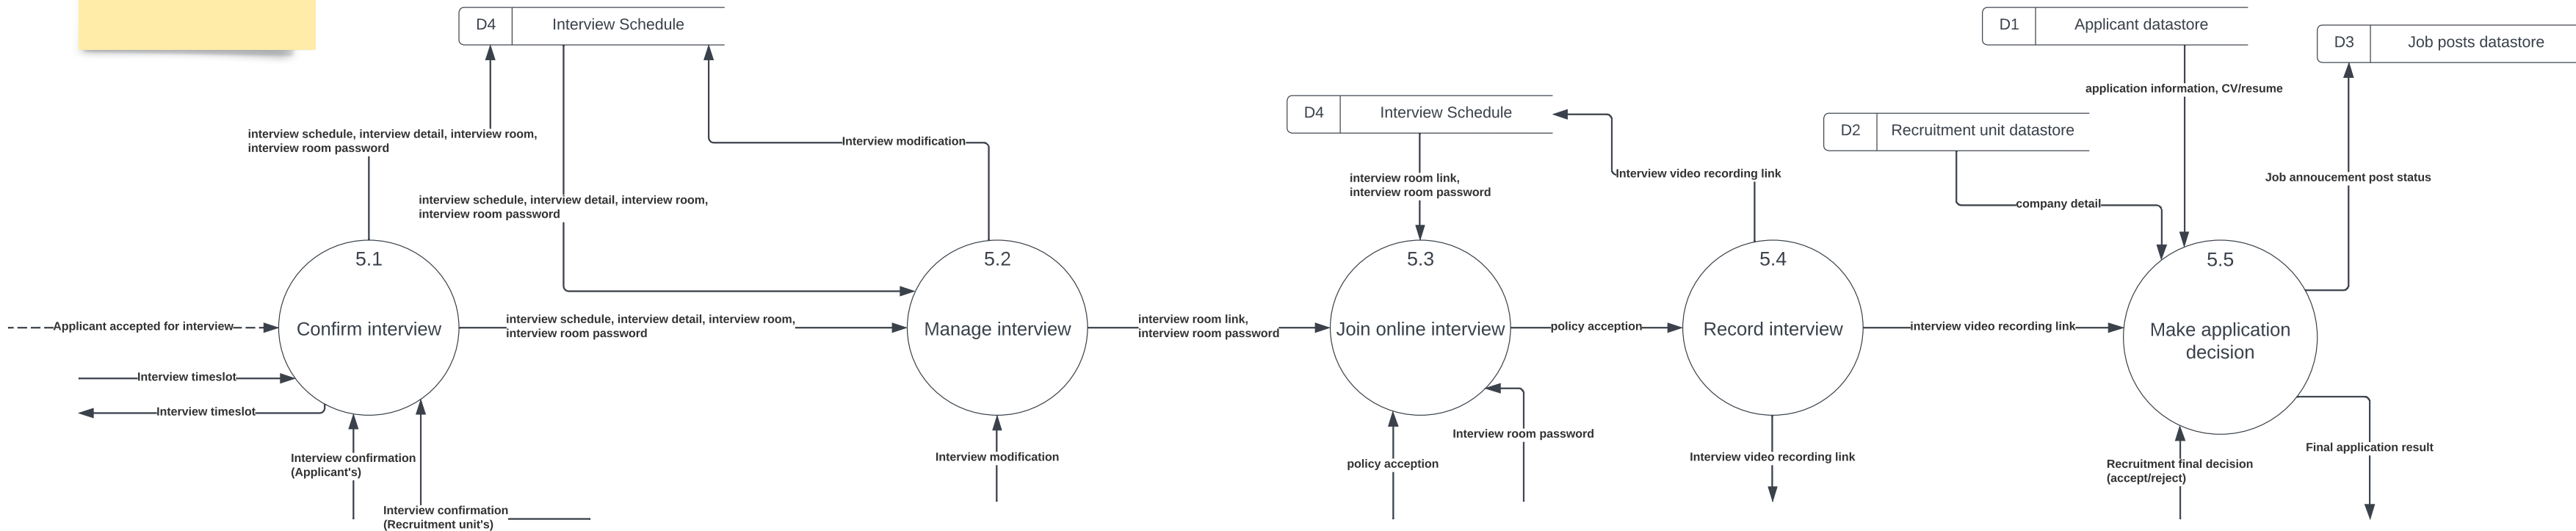 D4 Interview Schedule
D1 Applicant datastore
D3 Job posts datastore
application information, CV/resume
D4 Interview Schedule
D2 Recruitment unit datastore
interview schedule, interview detail, interview room,
interview room password
Interview modification
interview room link,
interview room password
Interview video recording link
Job annoucement post status
interview schedule, interview detail, interview room,
interview room password
company detail
5.1
Confirm interview
5.2
Manage interview
5.3
Join online interview
5.4
Record interview
5.5
Make application
decision
Applicant accepted for interview
interview schedule, interview detail, interview room,
interview room password
interview room link,
interview room password
policy acception
interview video recording link
Interview timeslot
Interview timeslot
Interview confirmation
(Applicant's)
Interview confirmation
(Recruitment unit's)
Interview modification
policy acception
Interview room password
Interview video recording link
Recruitment final decision
(accept/reject)
Final application result